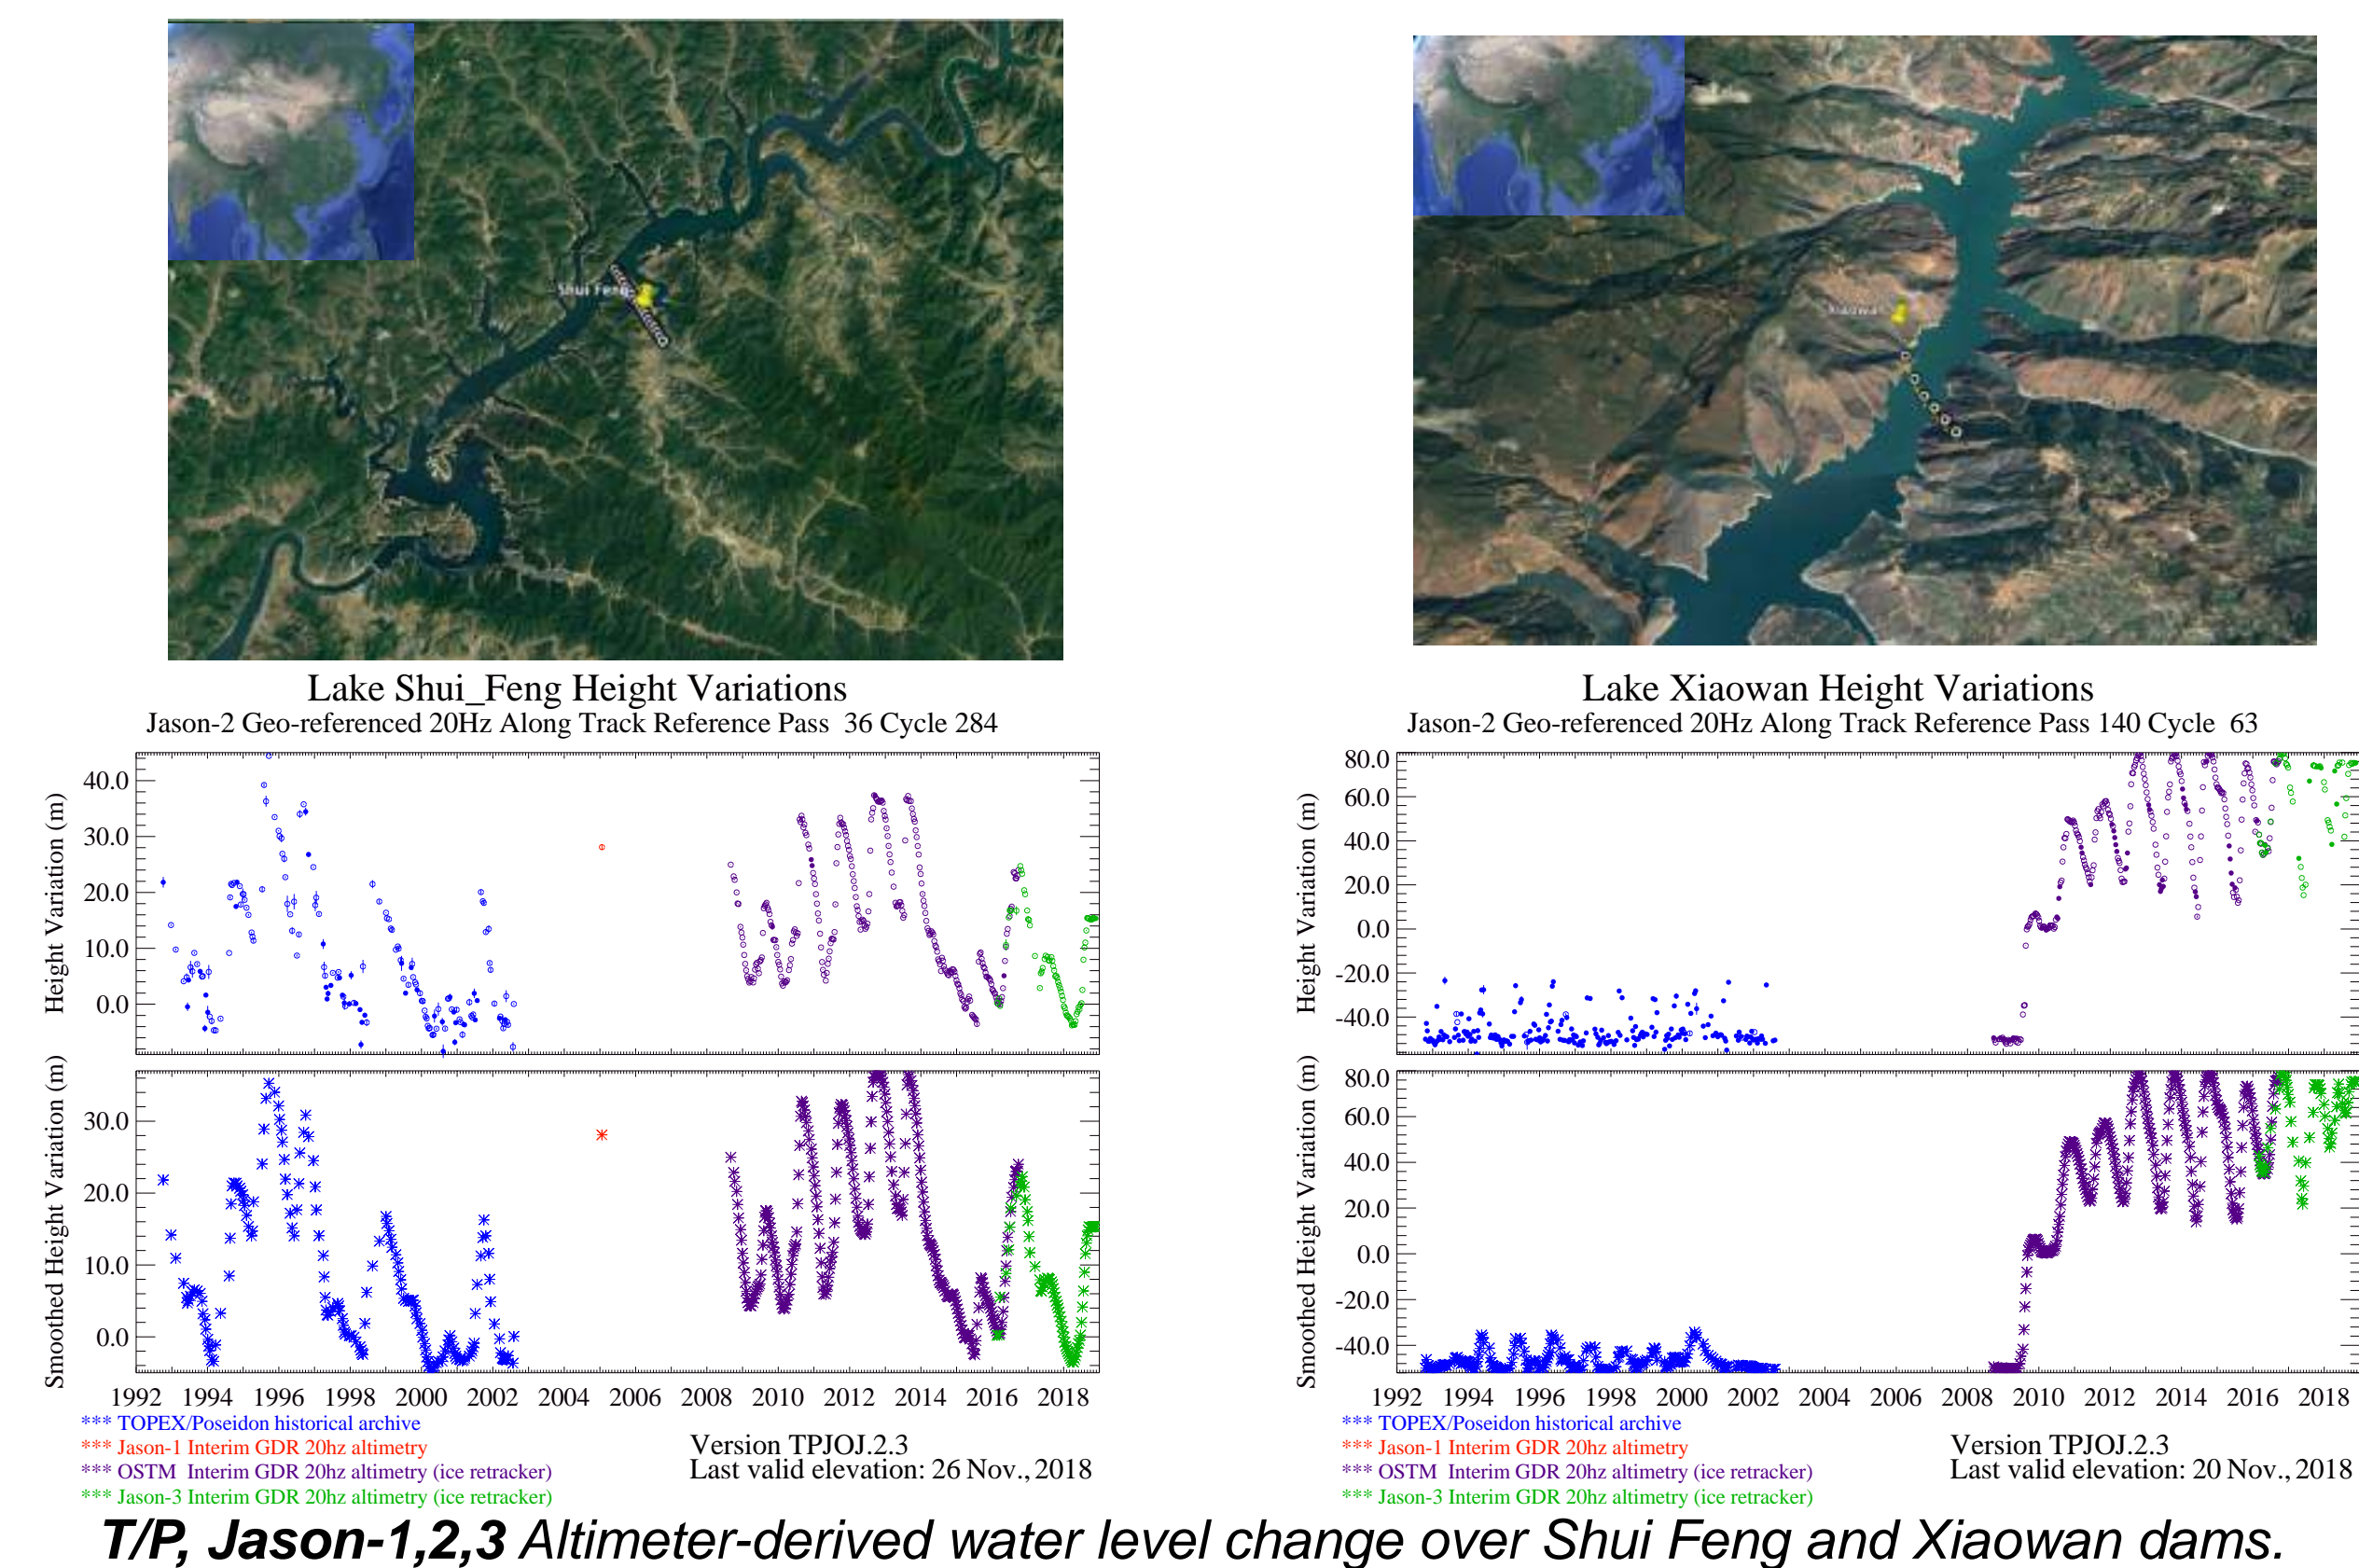 Shui Feng
Lake Shui_Feng Height Variations
Jason-2 Geo-referenced 20Hz Along Track Reference Pass 36 Cycle 284
Height Variation (m)
40.0
30.0
20.0
10.0
0.0
Smoothed Height Variation (m)
30.0
20.0
10.0
0.0
1992 1994 1996 1998 2000 2002 2004 2006 2008 2010 2012 2014 2016 2018
*** TOPEX/Poseidon historical archive
*** Jason-1 Interim GDR 20hz altimetry
*** OSTM Interim GDR 20hz altimetry (ice retracker)
*** Jason-3 Interim GDR 20hz altimetry (ice retracker)
Version TPJOJ.2.3
Last valid elevation: 26 Nov., 2018
Lake Xiaowan Height Variations
Jason-2 Geo-referenced 20Hz Along Track Reference Pass 140 Cycle 63
Height Variation (m)
80.0
60.0
40.0
20.0
0.0
-20.0
-40.0
Smoothed Height Variation (m)
80.0
60.0
40.0
20.0
0.0
-20.0
-40.0
1992 1994 1996 1998 2000 2002 2004 2006 2008 2010 2012 2014 2016 2018
*** TOPEX/Poseidon historical archive
*** Jason-1 Interim GDR 20hz altimetry
*** OSTM Interim GDR 20hz altimetry (ice retracker)
*** Jason-3 Interim GDR 20hz altimetry (ice retracker)
Version TPJOJ.2.3
Last valid elevation: 20 Nov., 2018
T/P, Jason-1,2,3 Altimeter-derived water level change over Shui Feng and Xiaowan dams.